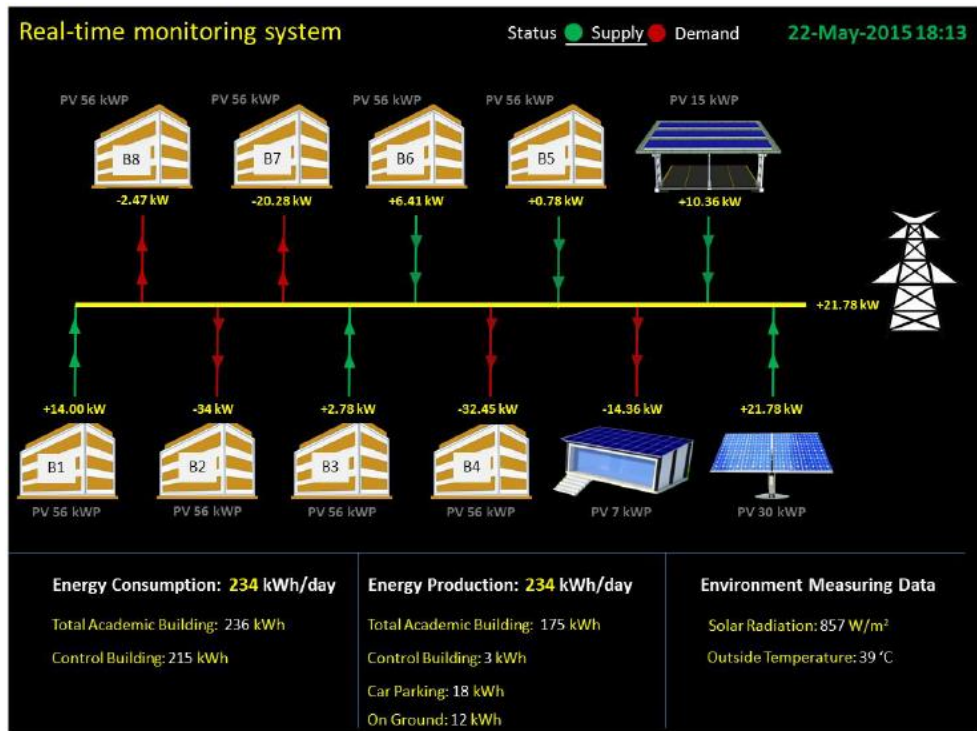 Real-time monitoring system
Status Supply Demand
22-May-2015 18:13
PV 56 kWP PV 56 kWP PV 56 kWP PV 56 kWP PV 15 kWP
B8 B7 B6 B5
-2.47 kW -20.28 kW +6.41 kW +0.78 kW +10.36 kW
+21.78 kW
+14.00 kW -34 kW +2.78 kW -32.45 kW -14.36 kW +21.78 kW
B1 B2 B3 B4
PV 56 kWP PV 56 kWP PV 56 kWP PV 56 kWP PV 7 kWP PV 30 kWP
Energy Consumption: 234 kWh/day
Total Academic Building: 236 kWh
Control Building: 215 kWh
Energy Production: 234 kWh/day
Total Academic Building: 175 kWh
Control Building: 3 kWh
Car Parking: 18 kWh
On Ground: 12 kWh
Environment Measuring Data
Solar Radiation: 857 W/m²
Outside Temperature: 39 °C